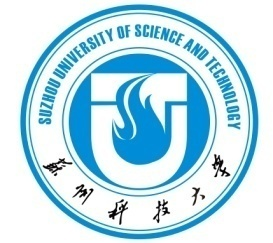 SUZHOU UNIVERSITY OF SCIENCE AND TECHNOLOGY
苏州科技大学